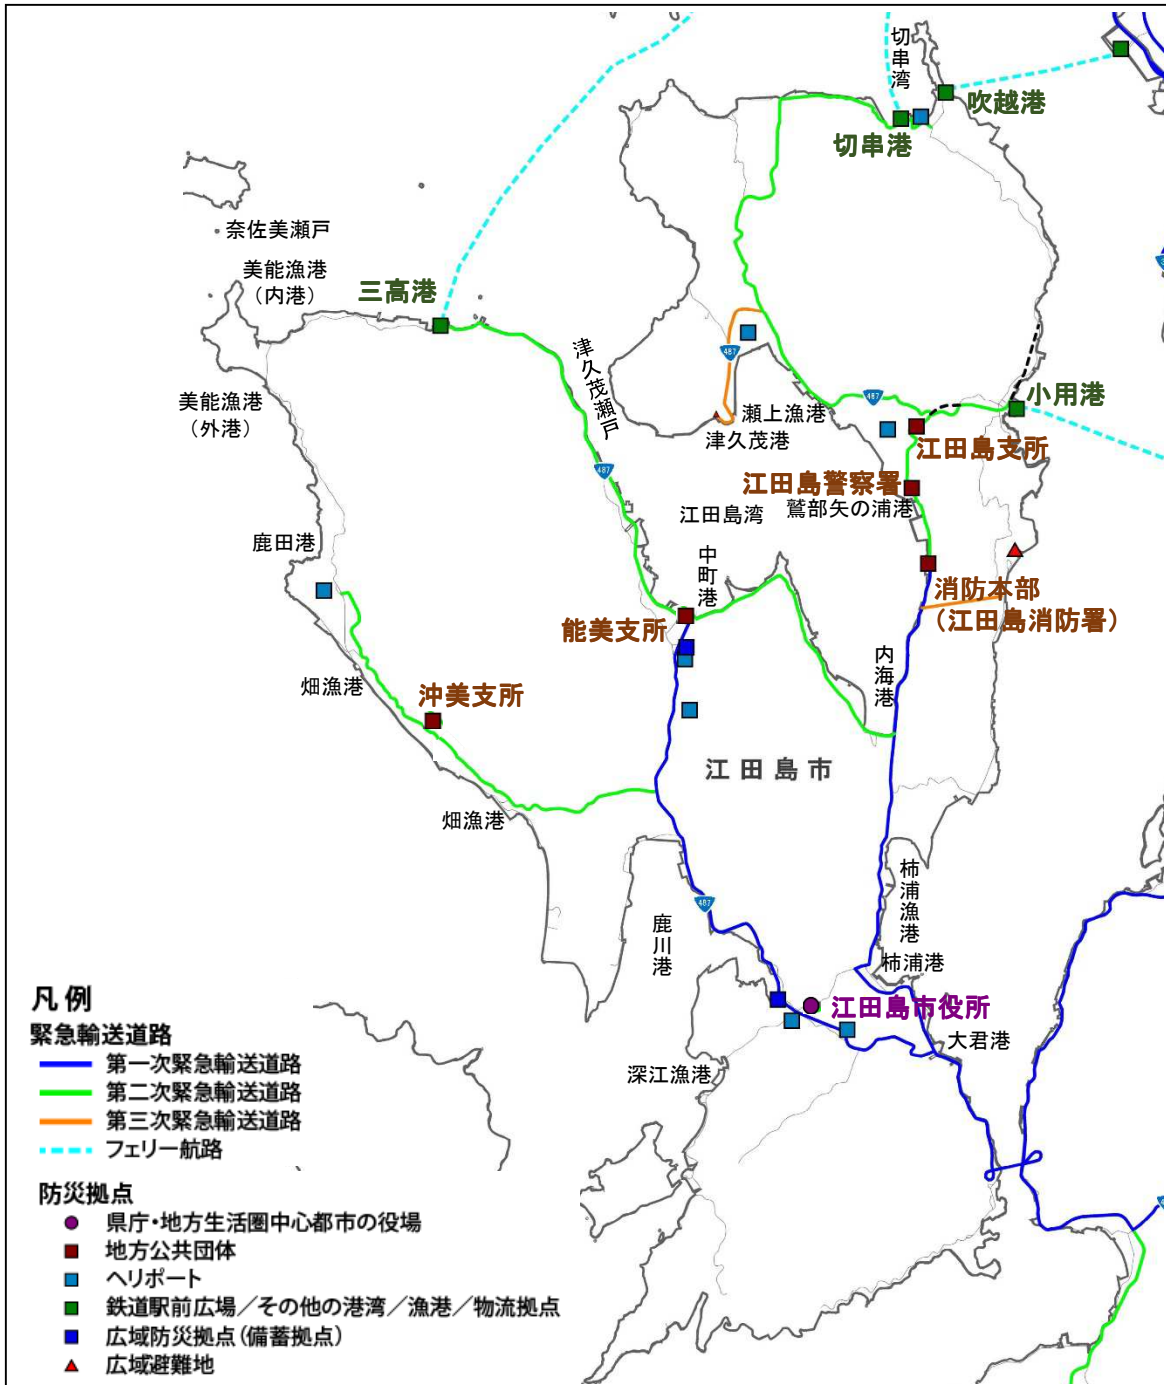 切串湾
吹越港
切串港
奈佐美瀬戸
美能漁港
（内港）
三高港
津久茂瀬戸
487
美能漁港
（外港）
瀬上漁港
津久茂港
487
小用港
江田島支所
江田島警察署
鷲部矢の浦港
487
江田島湾
鹿田港
中町港
消防本部
（江田島消防署）
能美支所
内海港
畑漁港
沖美支所
江田島市
畑漁港
柿浦漁港
487
鹿川港
柿浦港
江田島市役所
大君港
深江漁港
凡例
緊急輸送道路
第一次緊急輸送道路
第二次緊急輸送道路
第三次緊急輸送道路
フェリー航路
防災拠点
県庁・地方生活圏中心都市の役場
地方公共団体
ヘリポート
鉄道駅前広場／その他の港湾／漁港／物流拠点
広域防災拠点（備蓄拠点）
広域避難地